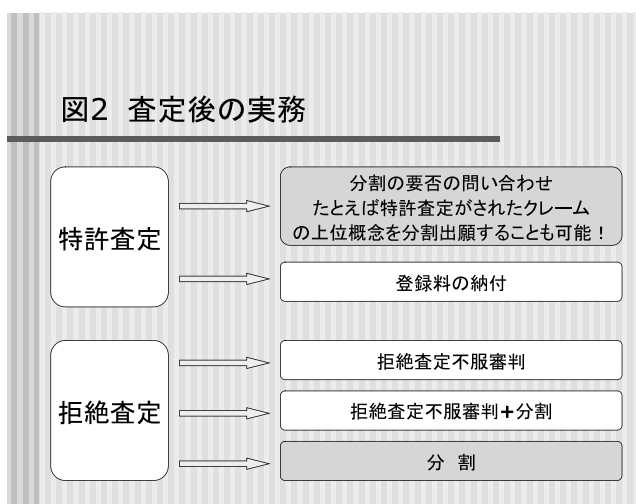 図2 査定後の実務
特許査定
分割の要否の問い合わせ
たとえば特許査定がされたクレーム
の上位概念を分割出願することも可能！
登録料の納付
拒絶査定
拒絶査定不服審判
拒絶査定不服審判+分割
分 割